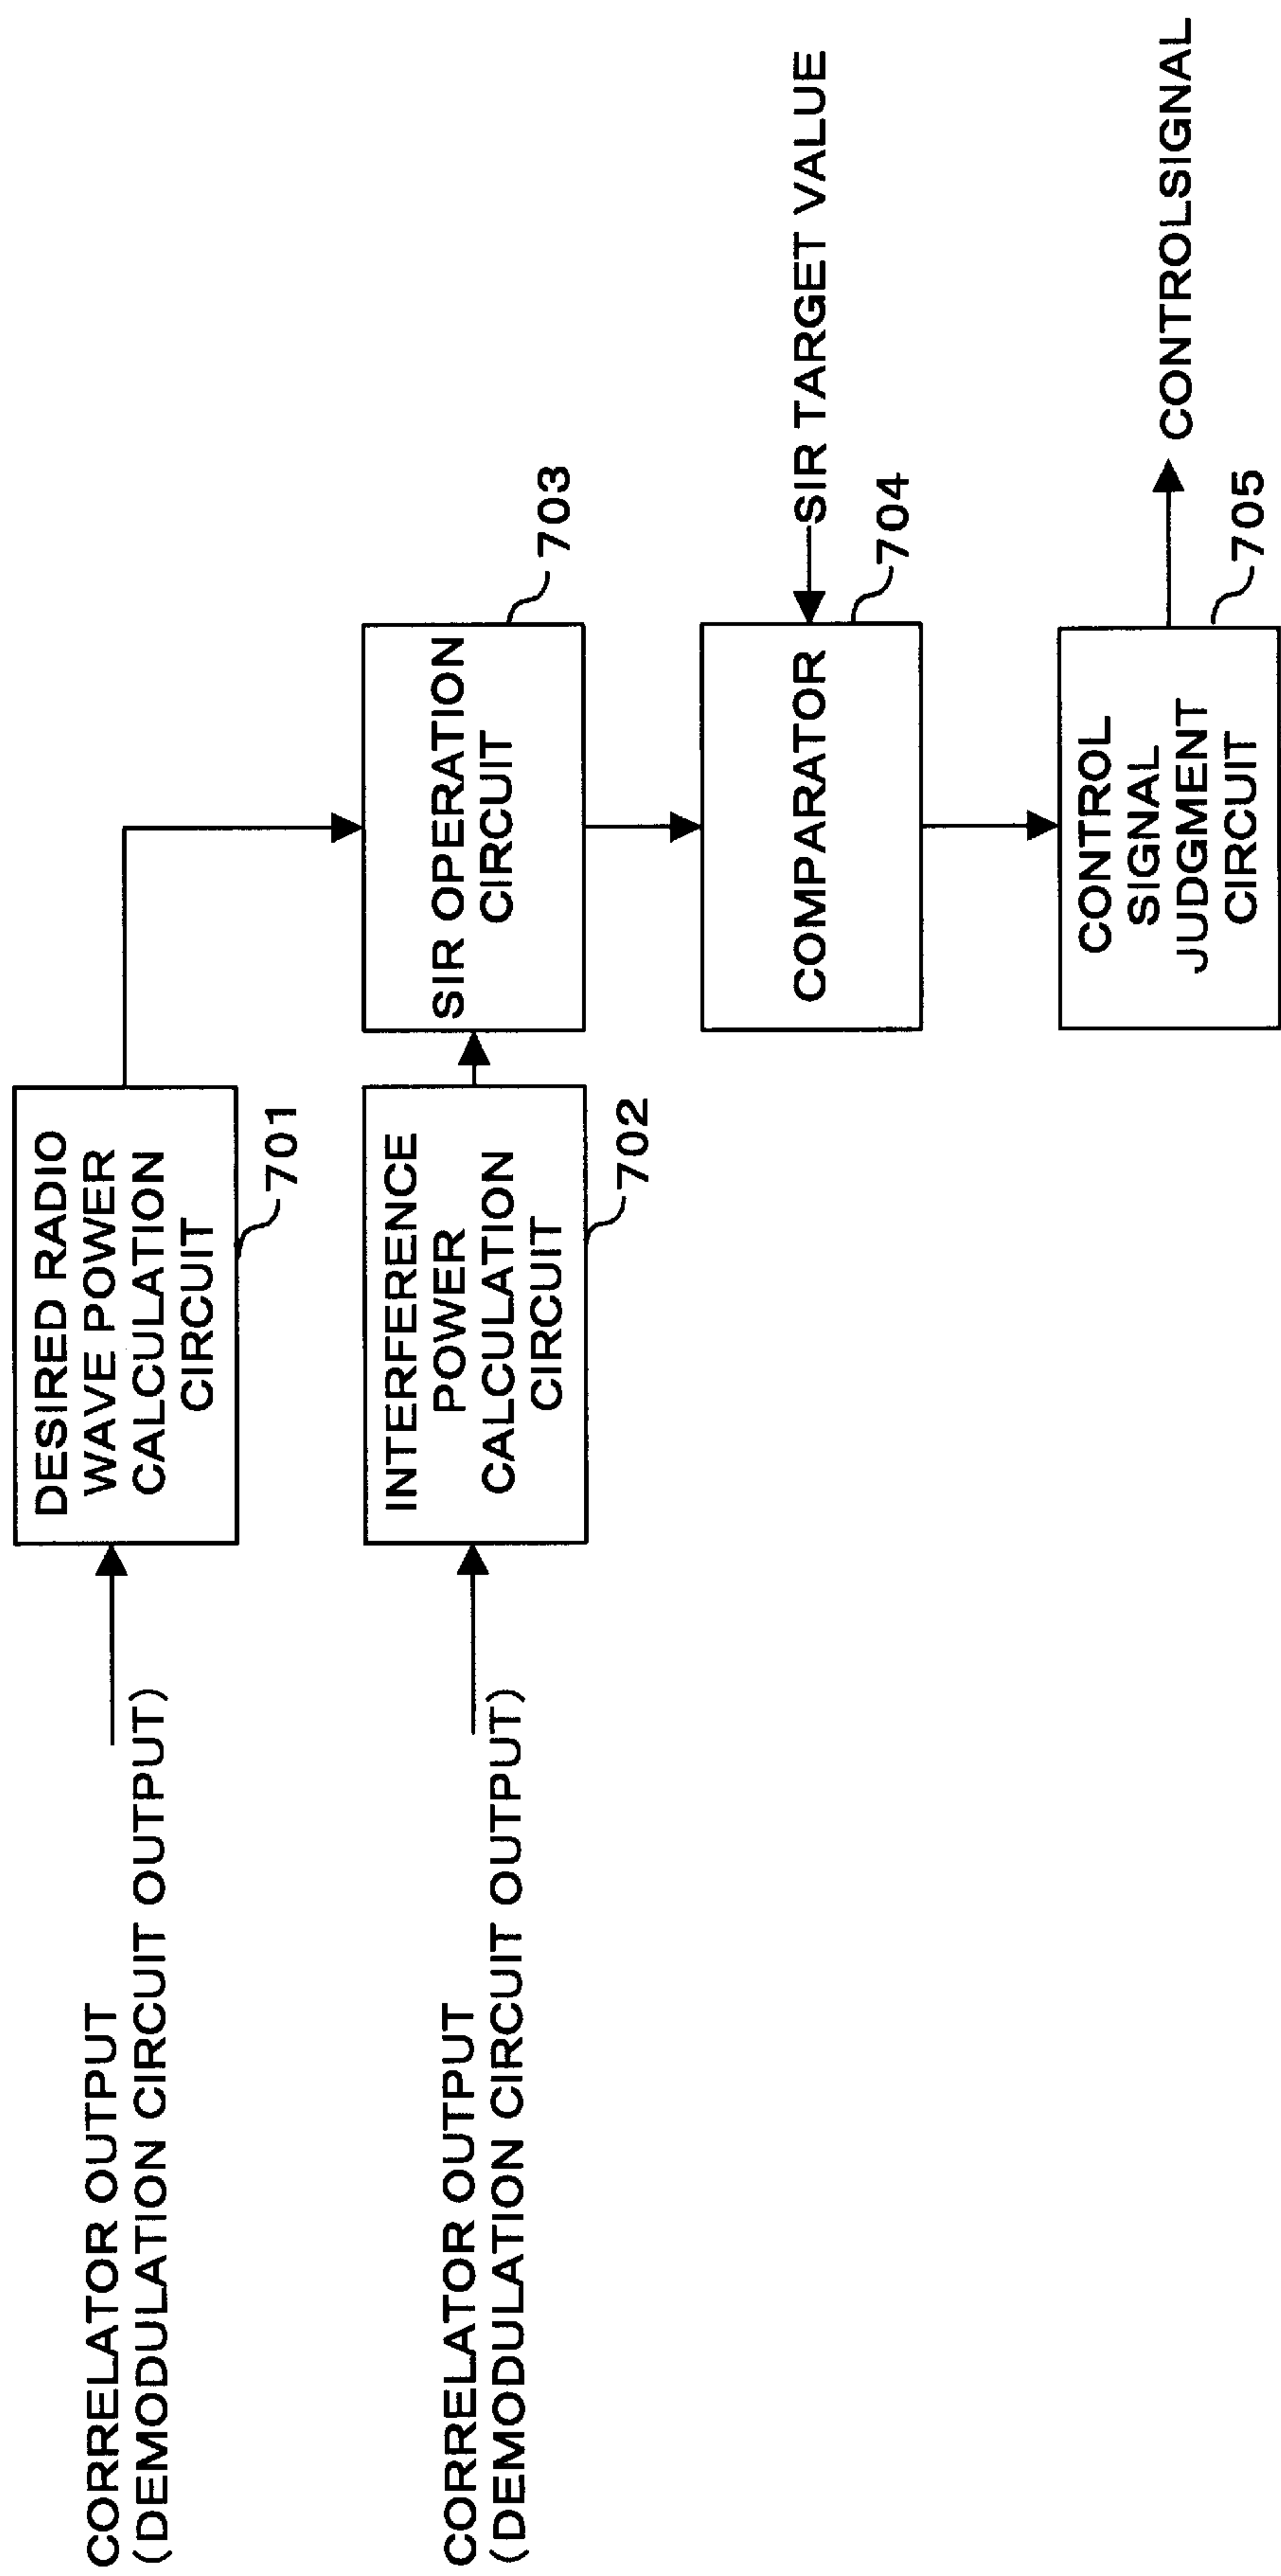 CORRELATOR OUTPUT
(DEMODULATION CIRCUIT OUTPUT)
DESIRED RADIO
WAVE POWER
CALCULATION
CIRCUIT
701
CORRELATOR OUTPUT
(DEMODULATION CIRCUIT OUTPUT)
INTERFERENCE
POWER
CALCULATION
CIRCUIT
702
SIR OPERATION
CIRCUIT
703
COMPARATOR
704
SIR TARGET VALUE
CONTROL
SIGNAL
JUDGMENT
CIRCUIT
705
CONTROLSIGNAL